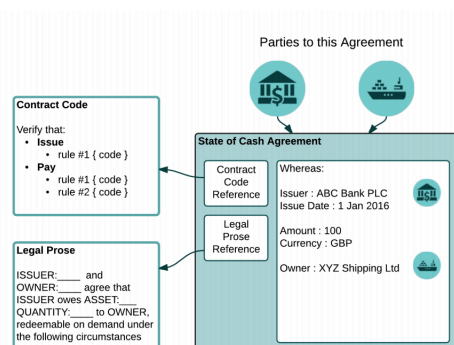 Parties to this Agreement
Contract Code
Verify that:
• Issue
• rule #1 { code }
• Pay
• rule #1 { code }
• rule #2 { code }
State of Cash Agreement
Contract
Code
Reference
Legal
Prose
Reference
Whereas:
Issuer : ABC Bank PLC
Issue Date : 1 Jan 2016
Amount : 100
Currency : GBP
Owner : XYZ Shipping Ltd
Legal Prose
ISSUER:____ and
OWNER:____ agree that
ISSUER owes ASSET:___
QUANTITY:____ to OWNER,
redeemable on demand under
the following circumstances